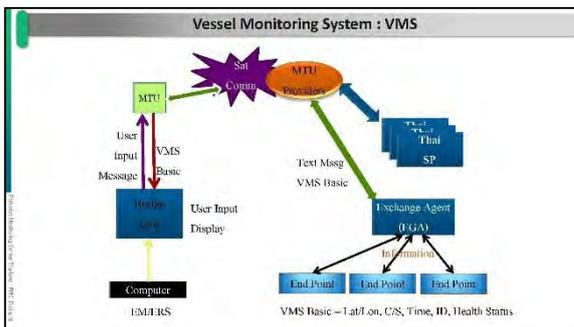 Vessel Monitoring System : VMS
Sat
Comm
MTU
Providers
MTU
Thai
Thai
Thai
SP
User
Input
Message
VMS
Basic
Text Mssg
VMS Basic
User Input
Display
Exchange Agent
(EGA)
Information
Computer
EM/ERS
End Point
End Point
End Point
VMS Basic – Lat/Lon, C/S, Time, ID, Health Status